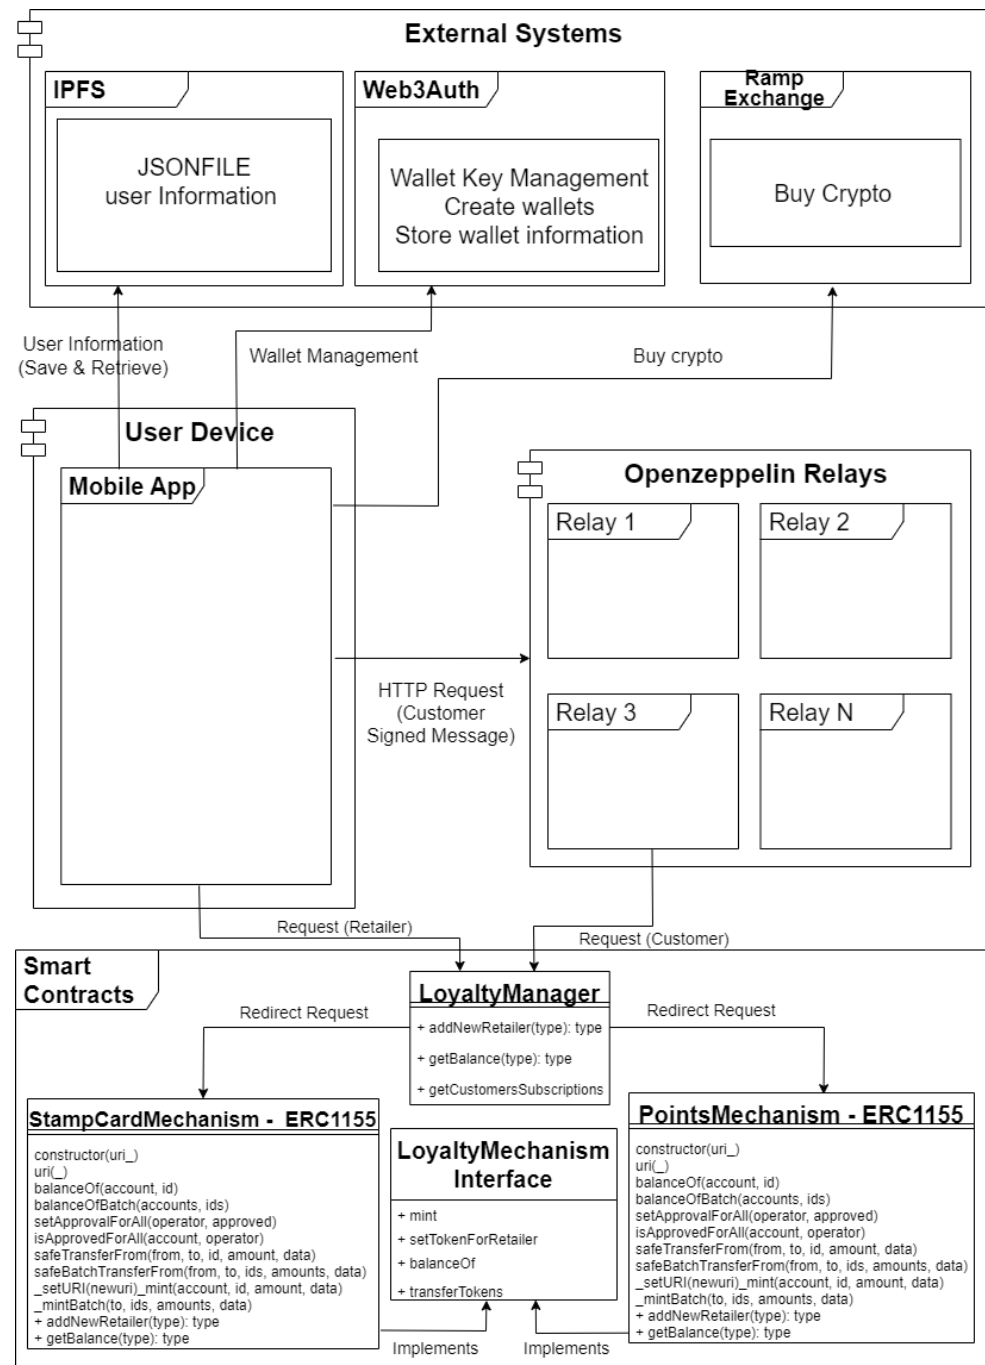 External Systems
IPFS
JSONFILE
user Information
Web3Auth
Wallet Key Management
Create wallets
Store wallet information
Ramp
Exchange
Buy Crypto
User Information
(Save & Retrieve)
Wallet Management
Buy crypto
User Device
Mobile App
Openzeppelin Relays
Relay 1
Relay 2
Relay 3
Relay N
HTTP Request
(Customer
Signed Message)
Request (Retailer)
Request (Customer)
Smart
Contracts
LoyaltyManager
+ addNewRetailer(type): type
+ getBalance(type): type
+ getCustomersSubscriptions
Redirect Request
Redirect Request
StampCardMechanism - ERC1155
constructor(uri_)
uri(_)
balanceOf(account, id)
balanceOfBatch(accounts, ids)
setApprovalForAll(operator, approved)
isApprovedForAll(account, operator)
safeTransferFrom(from, to, id, amount, data)
safeBatchTransferFrom(from, to, ids, amounts, data)
_setURI(newuri)_mint(account, id, amount, data)
_mintBatch(to, ids, amounts, data)
+ addNewRetailer(type): type
+ getBalance(type): type
LoyaltyMechanism
Interface
+ mint
+ setTokenForRetailer
+ balanceOf
+ transferTokens
PointsMechanism - ERC1155
constructor(uri_)
uri(_)
balanceOf(account, id)
balanceOfBatch(accounts, ids)
setApprovalForAll(operator, approved)
isApprovedForAll(account, operator)
safeTransferFrom(from, to, id, amount, data)
safeBatchTransferFrom(from, to, ids, amounts, data)
_setURI(newuri)_mint(account, id, amount, data)
_mintBatch(to, ids, amounts, data)
+ addNewRetailer(type): type
+ getBalance(type): type
Implements
Implements